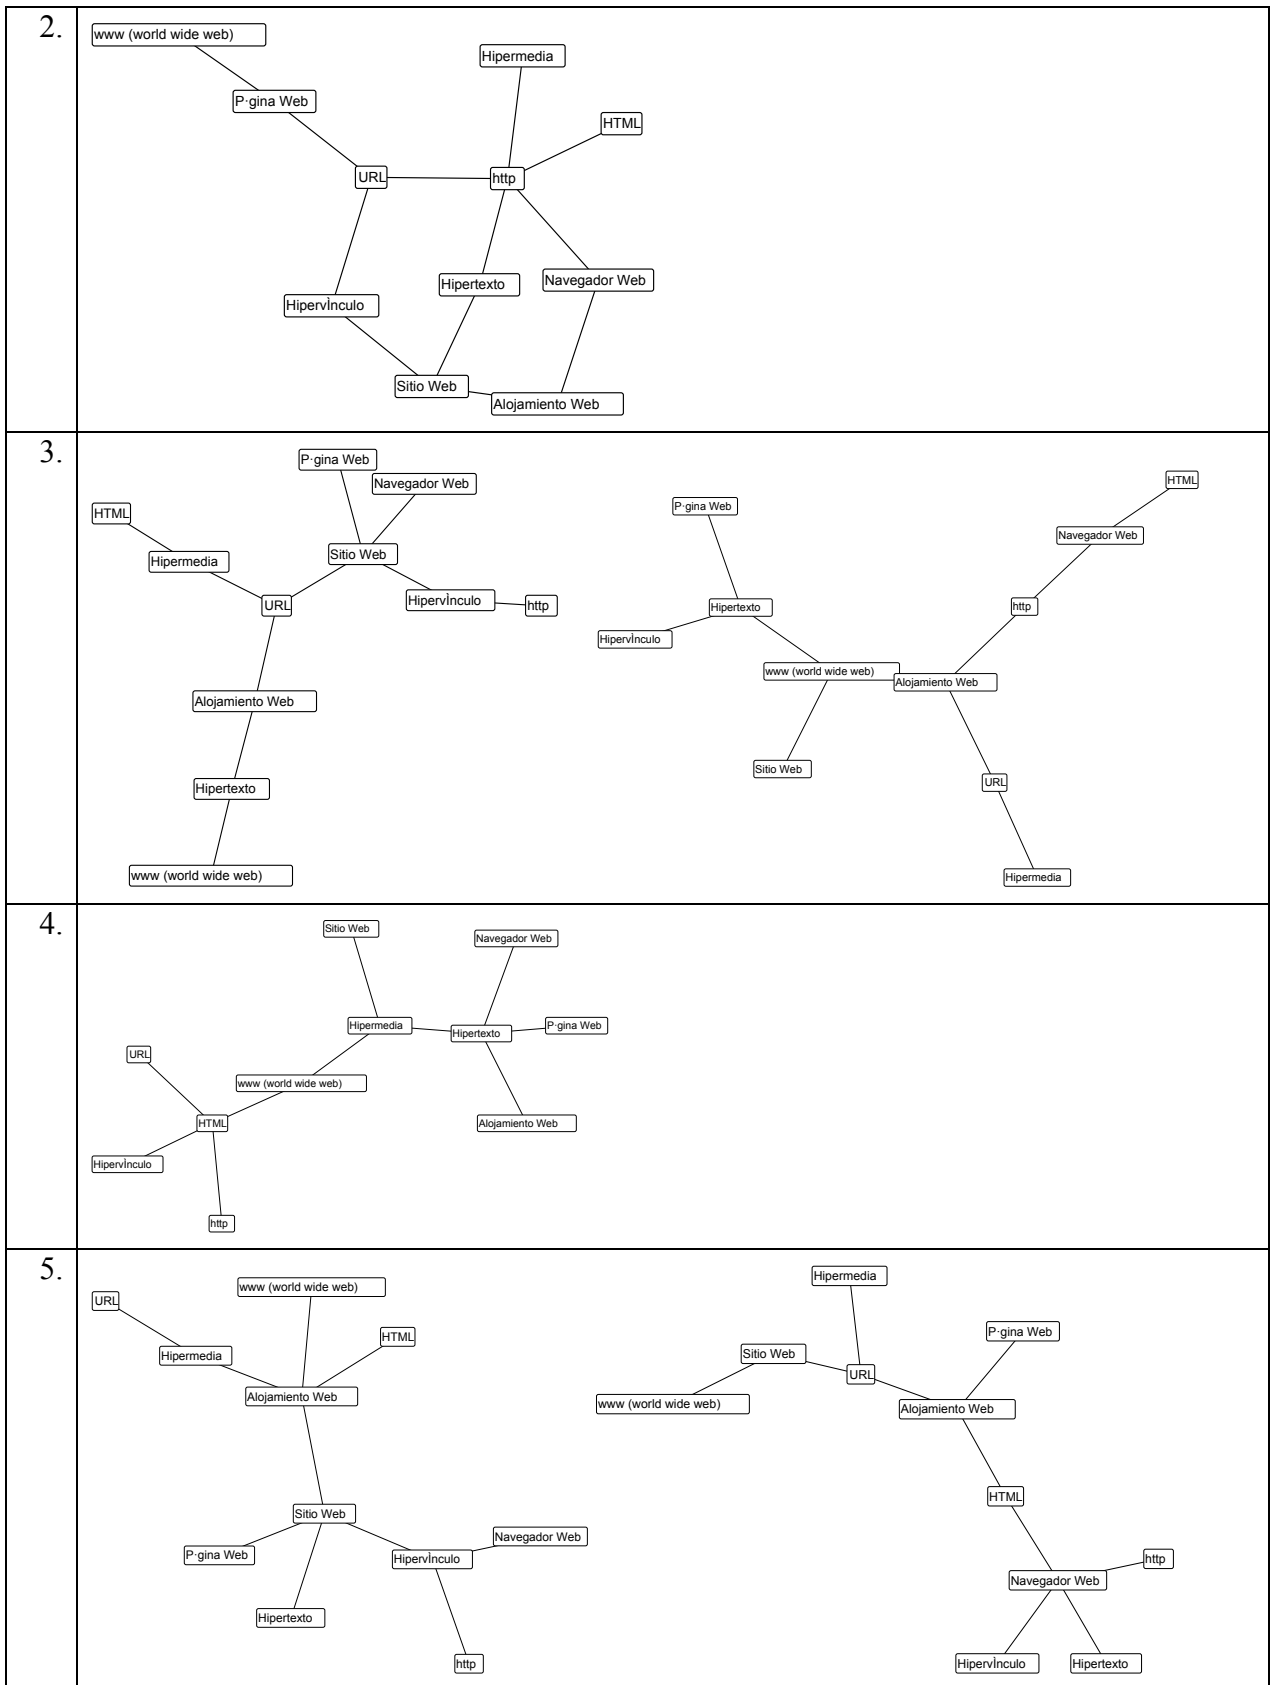 2.
www (world wide web)
Hipermedia
P·gina Web
HTML
URL
http
Hipertexto
Navegador Web
HipervÌnculo
Sitio Web
Alojamiento Web
3.
P·gina Web
Navegador Web
HTML
Sitio Web
Hipermedia
URL
HipervÌnculo
http
Alojamiento Web
Hipertexto
www (world wide web)
HTML
P·gina Web
Navegador Web
Hipertexto
http
HipervÌnculo
www (world wide web)
Alojamiento Web
Sitio Web
URL
Hipermedia
4.
Sitio Web
Navegador Web
Hipermedia
Hipertexto
P·gina Web
URL
www (world wide web)
HTML
Alojamiento Web
HipervÌnculo
http
5.
www (world wide web)
URL
HTML
Hipermedia
Alojamiento Web
Sitio Web
Navegador Web
P·gina Web
HipervÌnculo
Hipertexto
http
Hipermedia
P·gina Web
Sitio Web
URL
www (world wide web)
Alojamiento Web
HTML
http
Navegador Web
HipervÌnculo
Hipertexto